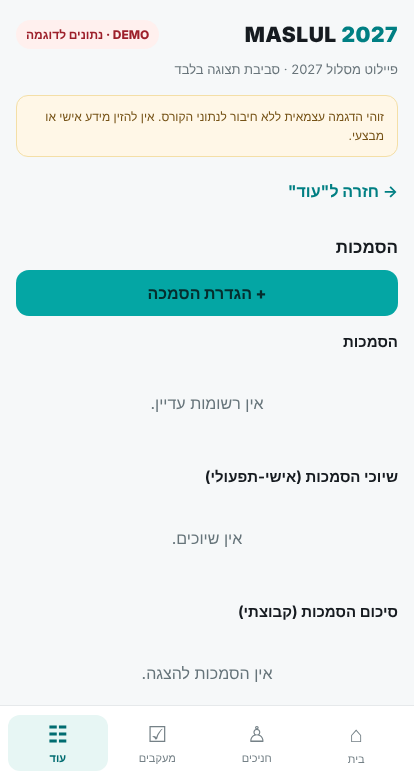 MASLUL 2027
DEMO · נתונים לדוגמה
פיילוט מסלול 2027 · סביבת תצוגה בלבד
זוהי הדגמה עצמאית ללא חיבור לנתוני הקורס. אין להזין מידע אישי או
מבצעי.
→ חזרה ל"עוד"
הסמכות
+ הגדרת הסמכה
הסמכות
אין רשומות עדיין.
שיוכי הסמכות (אישי-תפעולי)
אין שיוכים.
סיכום הסמכות (קבוצתי)
אין הסמכות להצגה.
בית
חניכים
מעקבים
עוד